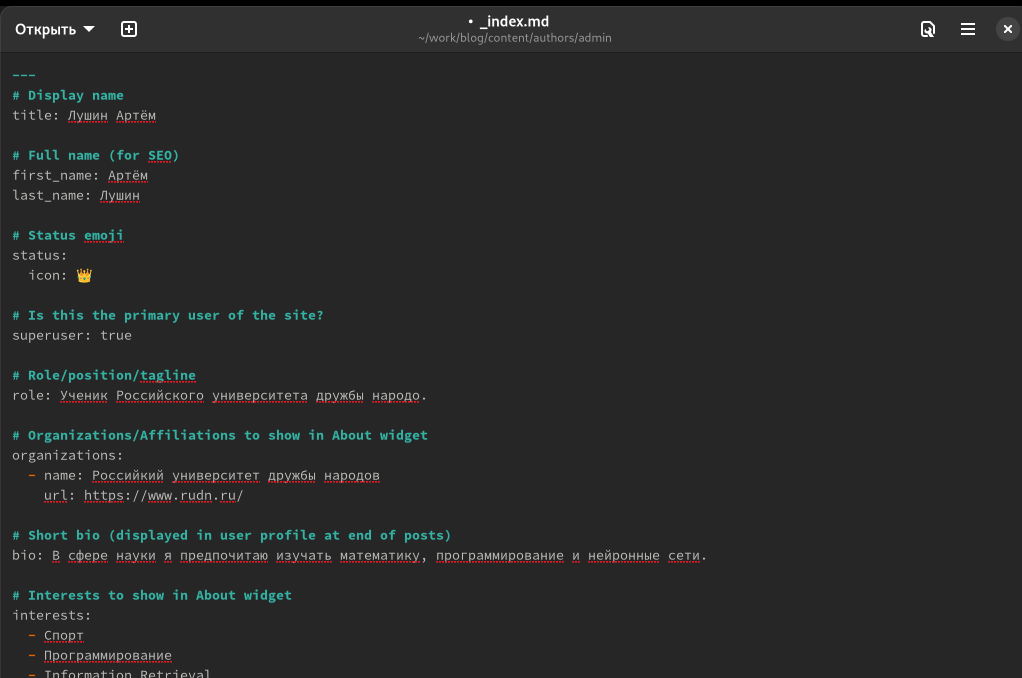 Открыть
• _index.md
~/work/blog/content/authors/admin
---
# Display name
title: Лушин Артём
# Full name (for SEO)
first_name: Артём
last_name: Лушин
# Status emoji
status:
icon: 👑
# Is this the primary user of the site?
superuser: true
# Role/position/tagline
role: Ученик Российского университета дружбы народо.
# Organizations/Affiliations to show in About widget
organizations:
- name: Российкий университет дружбы народов
url: https://www.rudn.ru/
# Short bio (displayed in user profile at end of posts)
bio: В сфере науки я предпочитаю изучать математику, программирование и нейронные сети.
# Interests to show in About widget
interests:
- Спорт
- Программирование
- Information Retrieval